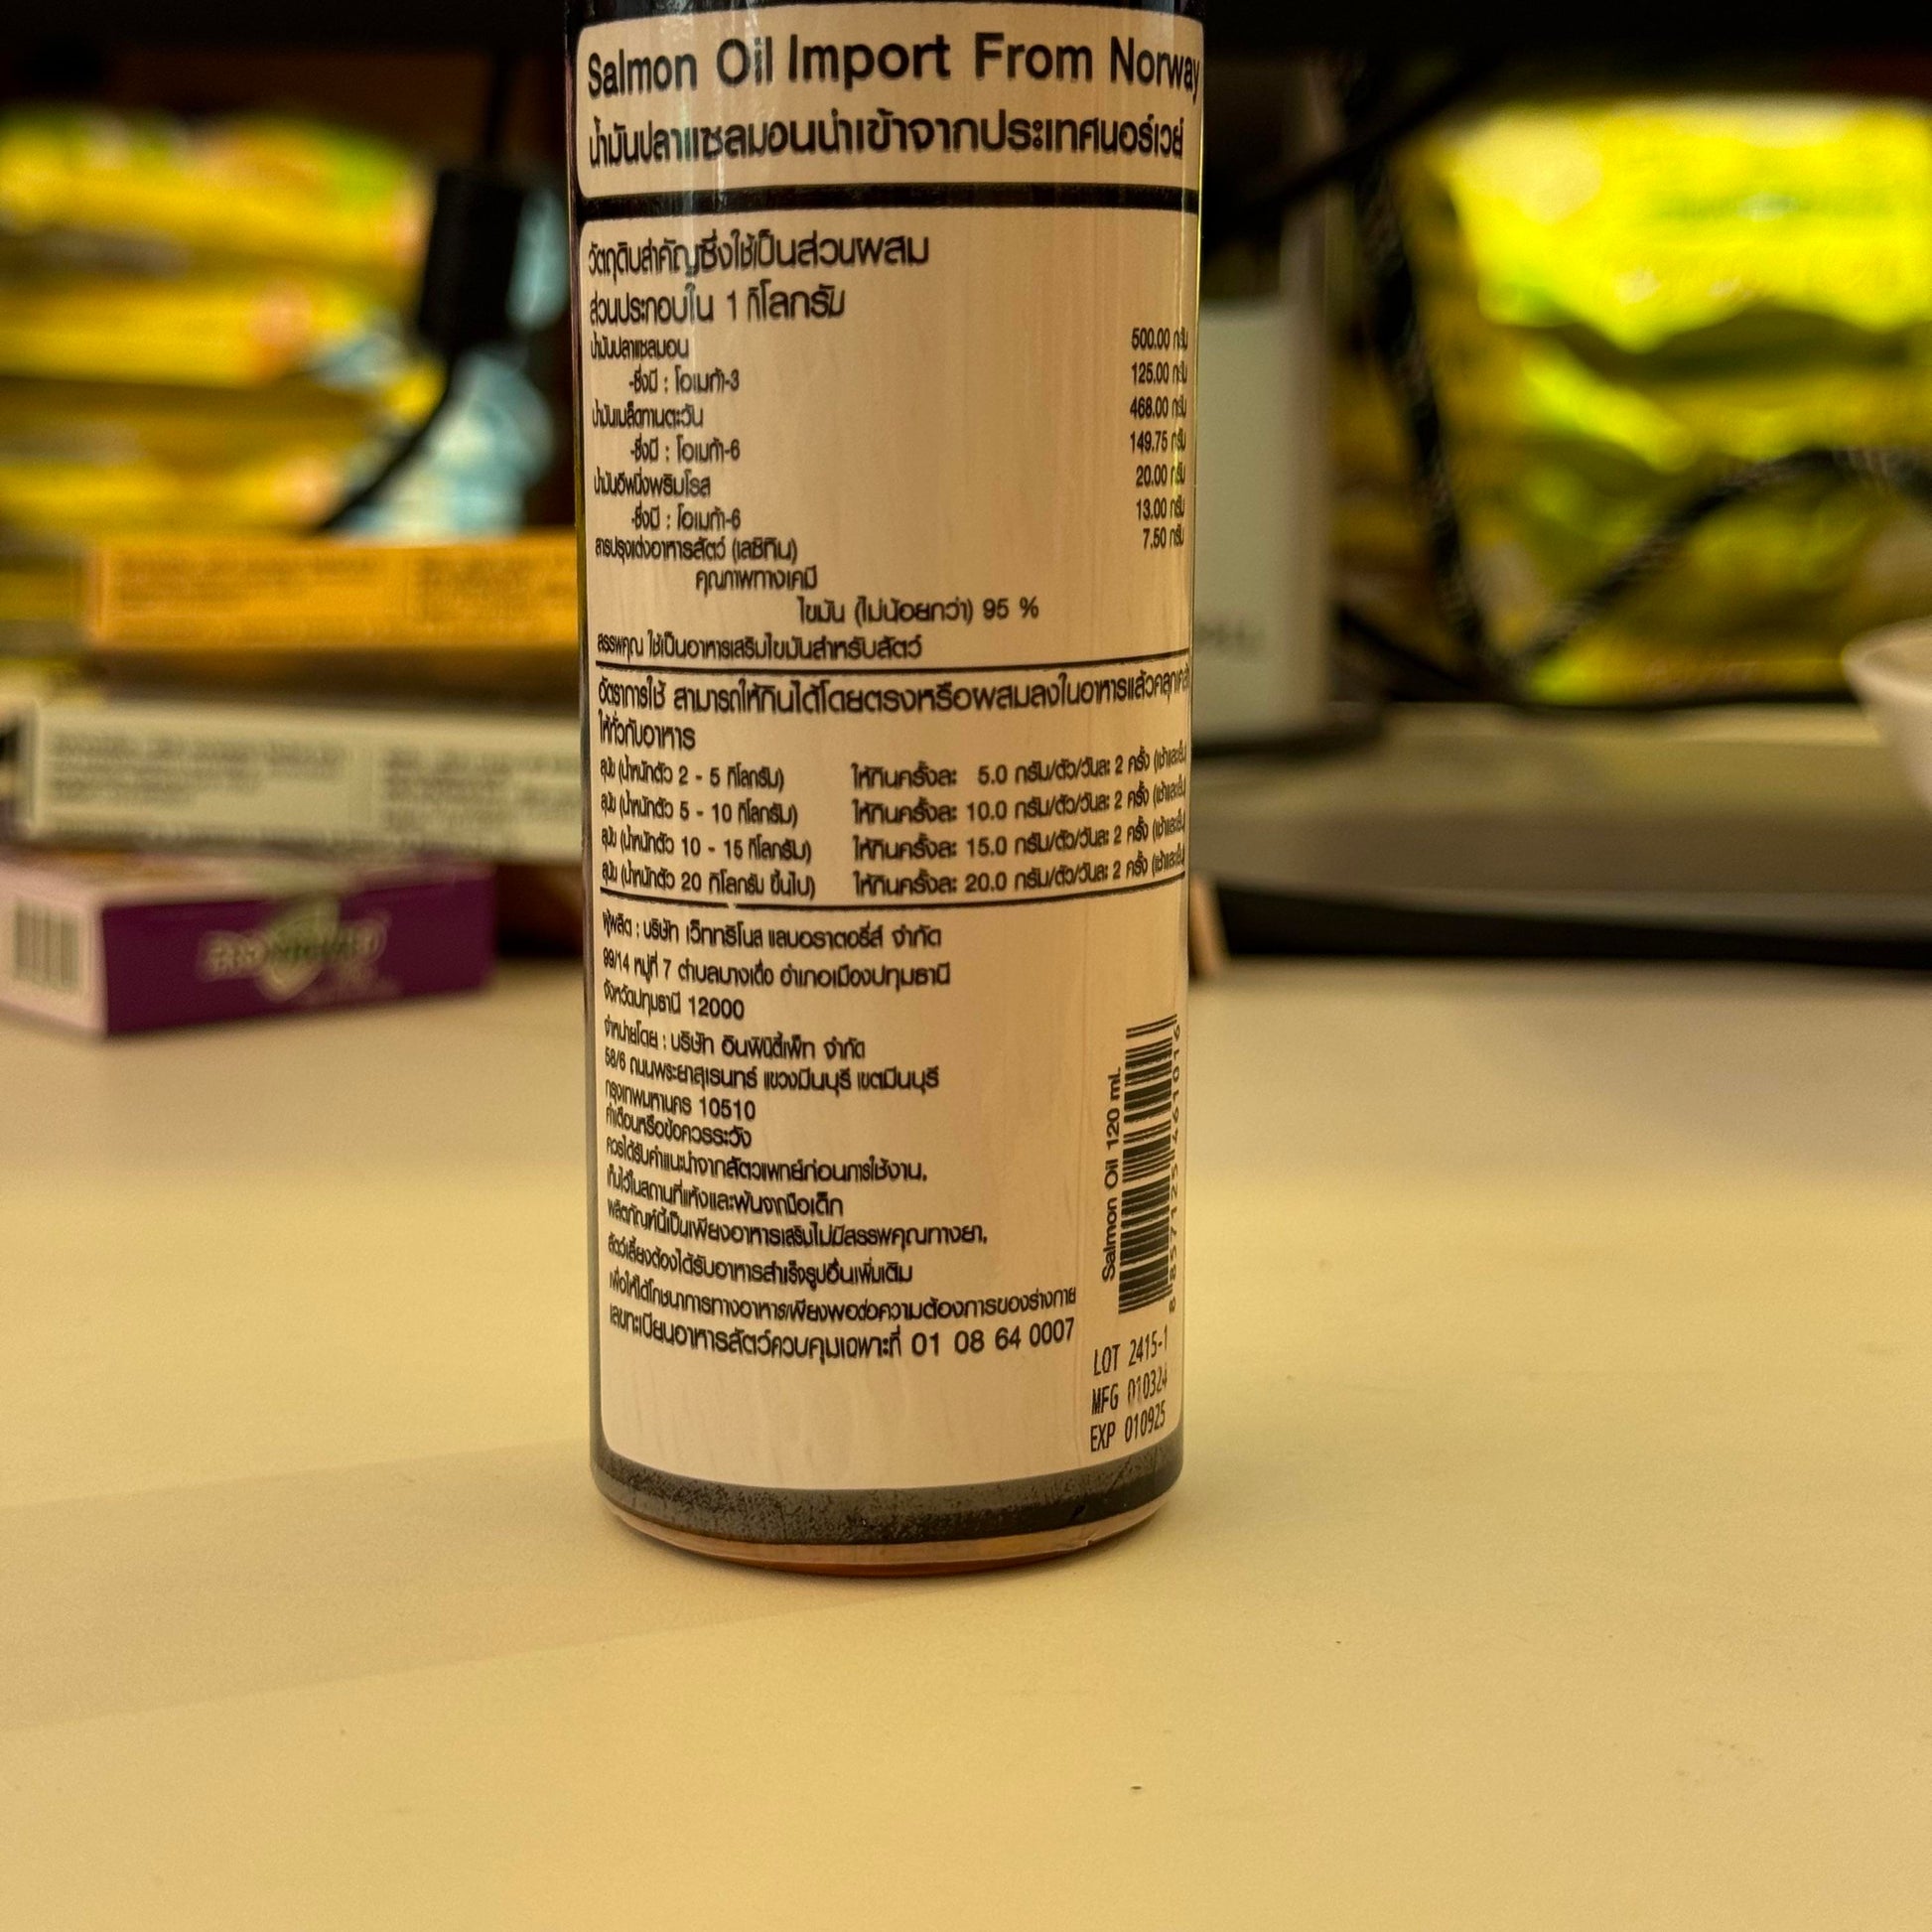 Salmon Oil Import From Norway
น้ำมันปลาแซลมอนนำเข้าจากประเทศนอร์เวย์
วัตถุดิบสำคัญซึ่งใช้เป็นส่วนผสม
ส่วนประกอบใน 1 กิโลกรัม
น้ำมันปลาแซลมอน 500.00 กรัม
-ซึ่งมี : โอเมก้า-3 125.00 กรัม
น้ำมันเมล็ดทานตะวัน 468.00 กรัม
-ซึ่งมี : โอเมก้า-6 149.75 กรัม
น้ำมันอีฟนิ่งพริมโรส 20.00 กรัม
-ซึ่งมี : โอเมก้า-6 13.00 กรัม
สารปรุงแต่งอาหารสัตว์ (เลซิทิน) 7.50 กรัม
คุณภาพทางเคมี
ไขมัน (ไม่น้อยกว่า) 95 %
สรรพคุณ ใช้เป็นอาหารเสริมไขมันสำหรับสัตว์
อัตราการใช้ สามารถให้กินได้โดยตรงหรือผสมลงในอาหารแล้วคลุกเคล้า
ให้ทั่วกับอาหาร
สุนัข (น้ำหนักตัว 2 - 5 กิโลกรัม) ให้กินครั้งละ 5.0 กรัม/ตัว/วันละ 2 ครั้ง (เช้าและเย็น)
สุนัข (น้ำหนักตัว 5 - 10 กิโลกรัม) ให้กินครั้งละ 10.0 กรัม/ตัว/วันละ 2 ครั้ง (เช้าและเย็น)
สุนัข (น้ำหนักตัว 10 - 15 กิโลกรัม) ให้กินครั้งละ 15.0 กรัม/ตัว/วันละ 2 ครั้ง (เช้าและเย็น)
สุนัข (น้ำหนักตัว 20 กิโลกรัม ขึ้นไป) ให้กินครั้งละ 20.0 กรัม/ตัว/วันละ 2 ครั้ง (เช้าและเย็น)
ผู้ผลิต : บริษัท เว็ททริโนส แลบอราตอรี่ส์ จำกัด
99/14 หมู่ที่ 7 ตำบลบางเดื่อ อำเภอเมืองปทุมธานี
จังหวัดปทุมธานี 12000
จำหน่ายโดย : บริษัท อินฟินิตี้เพ็ท จำกัด
58/6 ถนนพระยาสุเรนทร์ แขวงมีนบุรี เขตมีนบุรี
กรุงเทพมหานคร 10510
คำเตือนหรือข้อควรระวัง
ควรได้รับคำแนะนำจากสัตวแพทย์ก่อนการใช้งาน,
เก็บไว้ในสถานที่แห้งและพ้นจากมือเด็ก
ผลิตภัณฑ์นี้เป็นเพียงอาหารเสริมไม่มีสรรพคุณทางยา,
สัตว์เลี้ยงต้องได้รับอาหารสำเร็จรูปอื่นเพิ่มเติม
เพื่อให้ได้โภชนาการทางอาหารเพียงพอต่อความต้องการของร่างกาย
เลขทะเบียนอาหารสัตว์ควบคุมเฉพาะที่ 01 08 64 0007
Salmon Oil 120 mL
LOT 2415-1
MFG 010324
EXP 010925